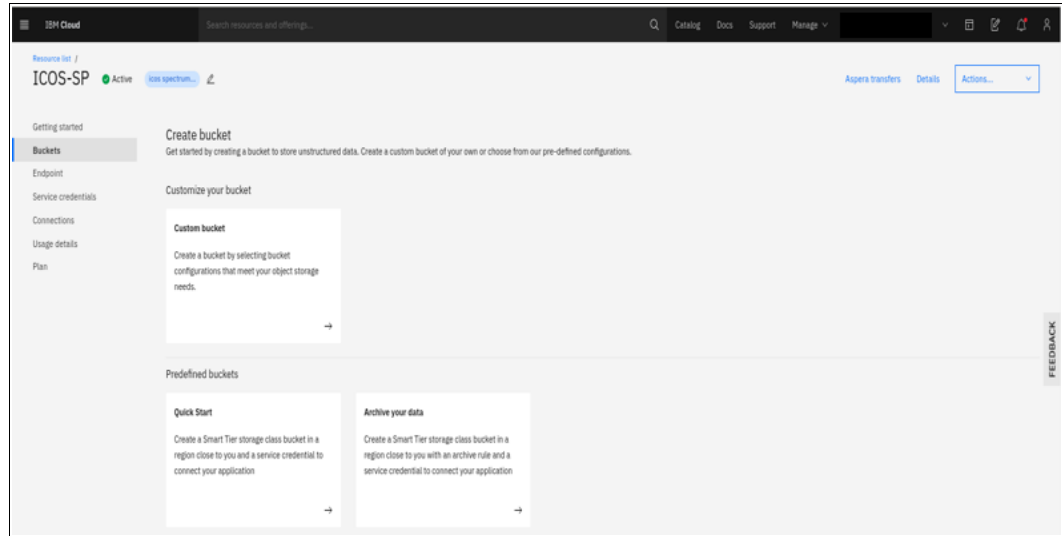 IBM Cloud
Search resources and offerings...
Catalog Docs Support Manage
Resource list /
ICOS-SP Active icos spectrum...
Aspera transfers Details Actions...
Getting started
Buckets
Endpoint
Service credentials
Connections
Usage details
Plan
Create bucket
Get started by creating a bucket to store unstructured data. Create a custom bucket of your own or choose from our pre-defined configurations.
Customize your bucket
Custom bucket
Create a bucket by selecting bucket
configurations that meet your object storage
needs.
Predefined buckets
Quick Start
Create a Smart Tier storage class bucket in a
region close to you and a service credential to
connect your application
Archive your data
Create a Smart Tier storage class bucket in a
region close to you with an archive rule and a
service credential to connect your application
FEEDBACK